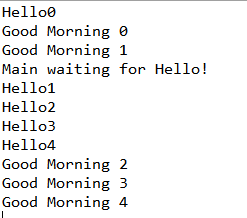 Hello0
Good Morning 0
Good Morning 1
Main waiting for Hello!
Hello1
Hello2
Hello3
Hello4
Good Morning 2
Good Morning 3
Good Morning 4